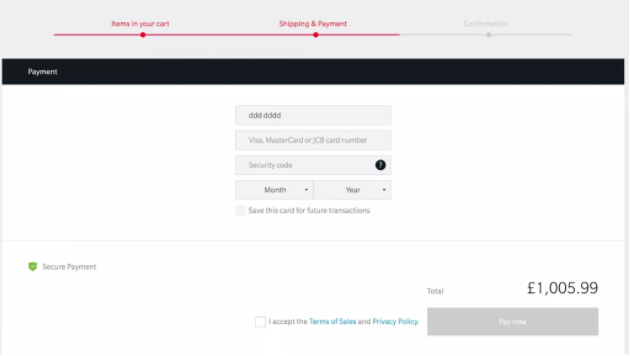 Items in your cart
Shipping & Payment
Confirmation
Payment
ddd dddd
Visa, MasterCard or JCB card number
Security code
?
Month
Year
Save this card for future transactions
Secure Payment
Total
£1,005.99
I accept the Terms of Sales and Privacy Policy.
Pay now